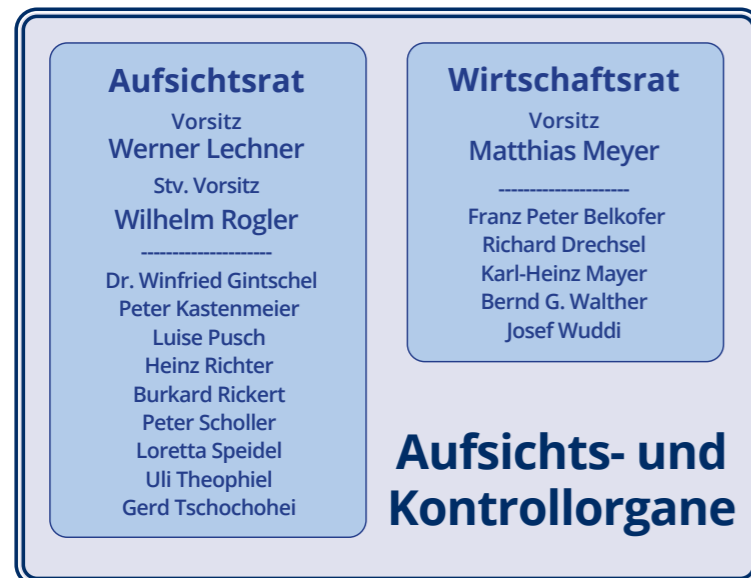 Aufsichtsrat
Vorsitz
Werner Lechner
Stv. Vorsitz
Wilhelm Rogler
---------------------
Dr. Winfried Gintschel
Peter Kastenmeier
Luise Pusch
Heinz Richter
Burkard Rickert
Peter Scholler
Loretta Speidel
Uli Theophiel
Gerd Tschochohei
Wirtschaftsrat
Vorsitz
Matthias Meyer
---------------------
Franz Peter Belkofer
Richard Drechsel
Karl-Heinz Mayer
Bernd G. Walther
Josef Wuddi
Aufsichts- und
Kontrollorgane